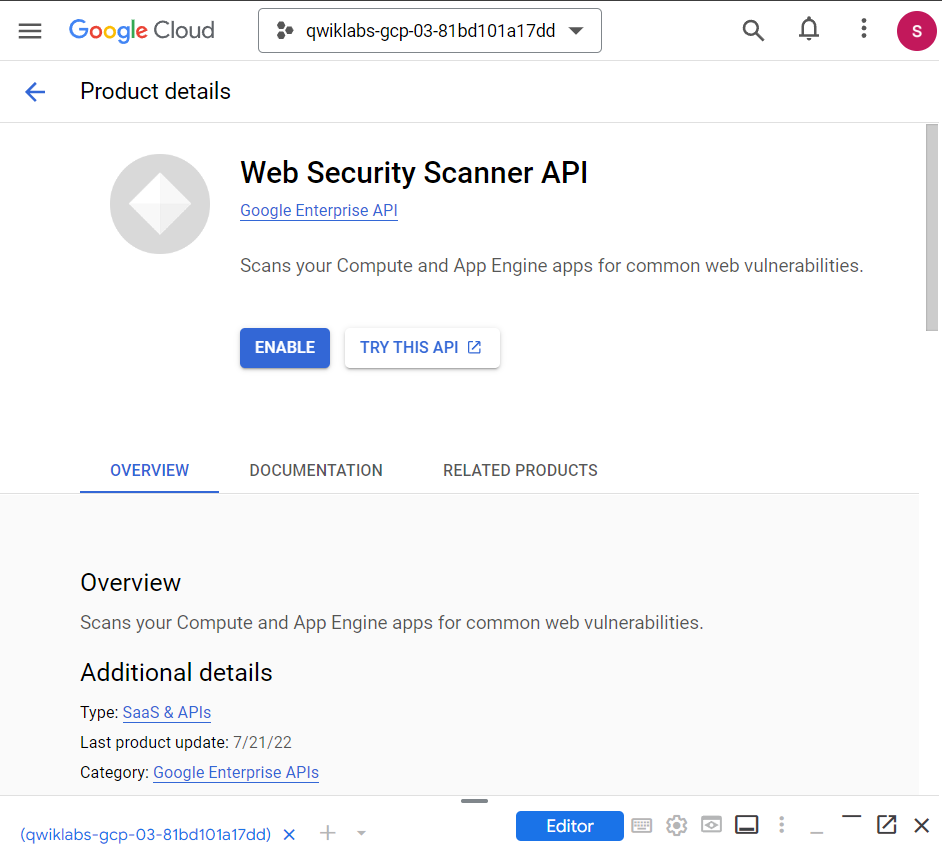 Google Cloud
qwiklabs-gcp-03-81bd101a17dd
S
Product details
Web Security Scanner API
Google Enterprise API
Scans your Compute and App Engine apps for common web vulnerabilities.
ENABLE
TRY THIS API
OVERVIEW
DOCUMENTATION
RELATED PRODUCTS
Overview
Scans your Compute and App Engine apps for common web vulnerabilities.
Additional details
Type: SaaS & APIs
Last product update: 7/21/22
Category: Google Enterprise APIs
(qwiklabs-gcp-03-81bd101a17dd)
Editor